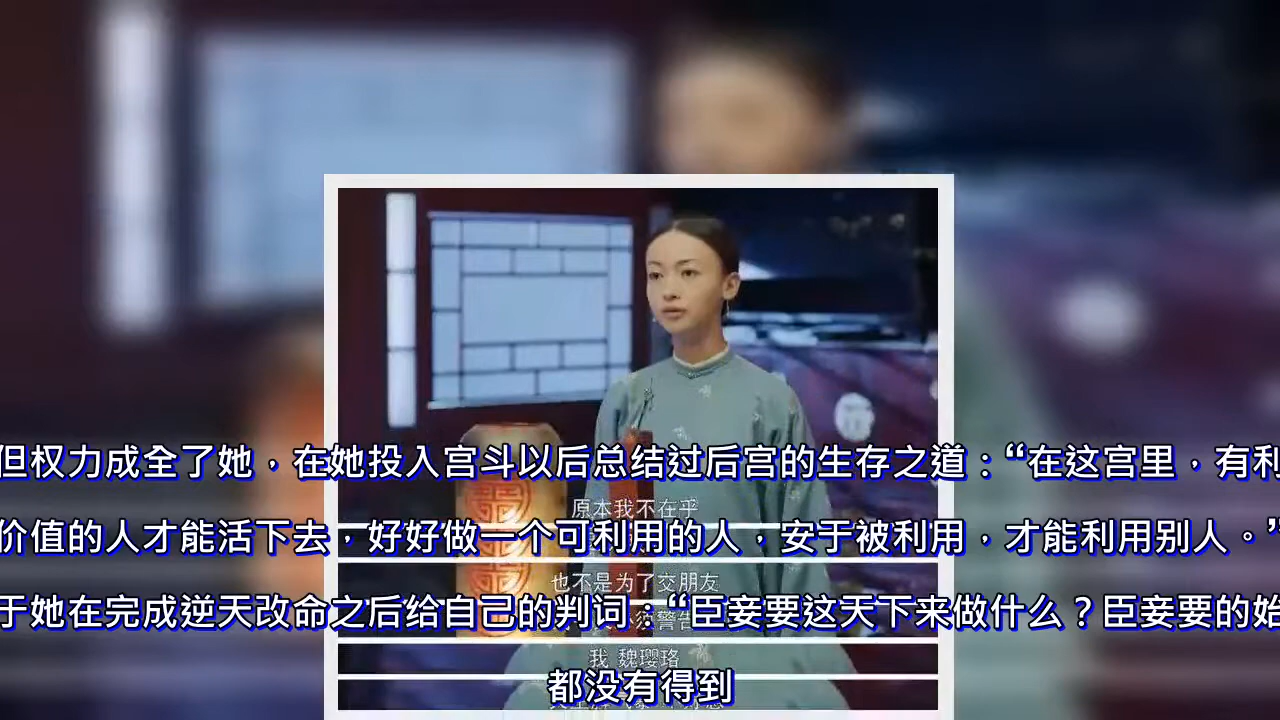 但权力成全了她，在她投入宫斗以后总结过后宫的生存之道：“在这宫里，有利
原本我不在乎
价值的人才能活下去，好好做一个可利用的人，安于被利用，才能利用别人。”
也不是为了交朋友
于她在完成逆天改命之后给自己的判词：“臣妾要这天下来做什么？臣妾要的始
警告
我 魏璎珞
都没有得到